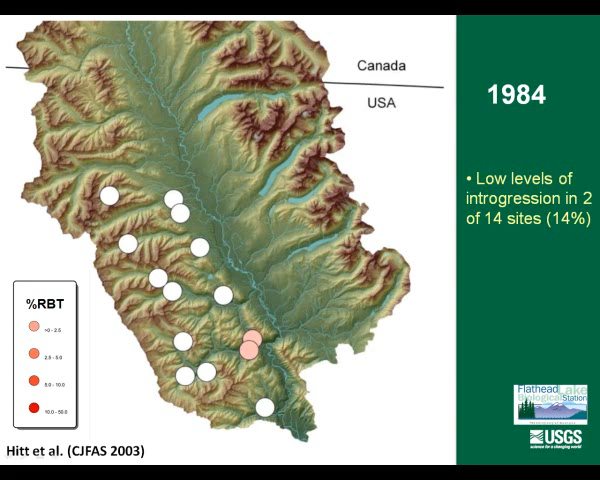 Canada
USA
1984
• Low levels of
introgression in 2
of 14 sites (14%)
%RBT
>0 - 2.5
2.5 - 5.0
5.0 - 10.0
10.0 - 50.0
Flathead Lake
Biological Station
USGS
science for a changing world
Hitt et al. (CJFAS 2003)